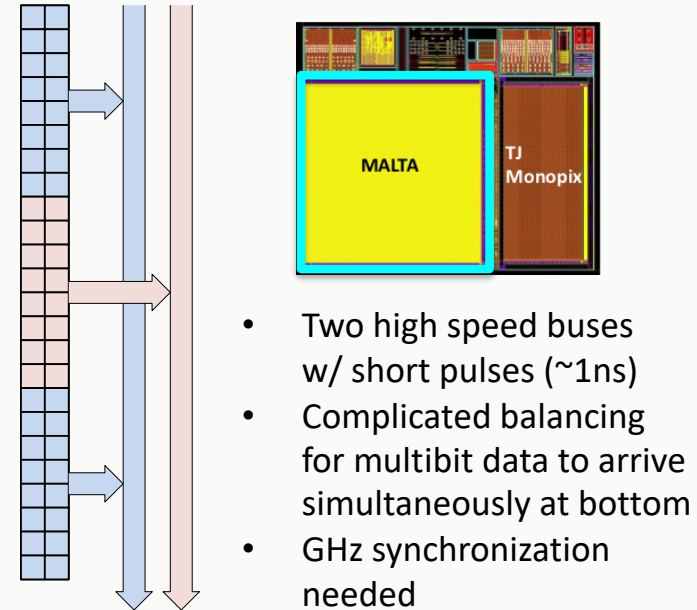 MALTA
TJ
Monopix
• Two high speed buses
w/ short pulses (~1ns)
• Complicated balancing
for multibit data to arrive
simultaneously at bottom
• GHz synchronization
needed